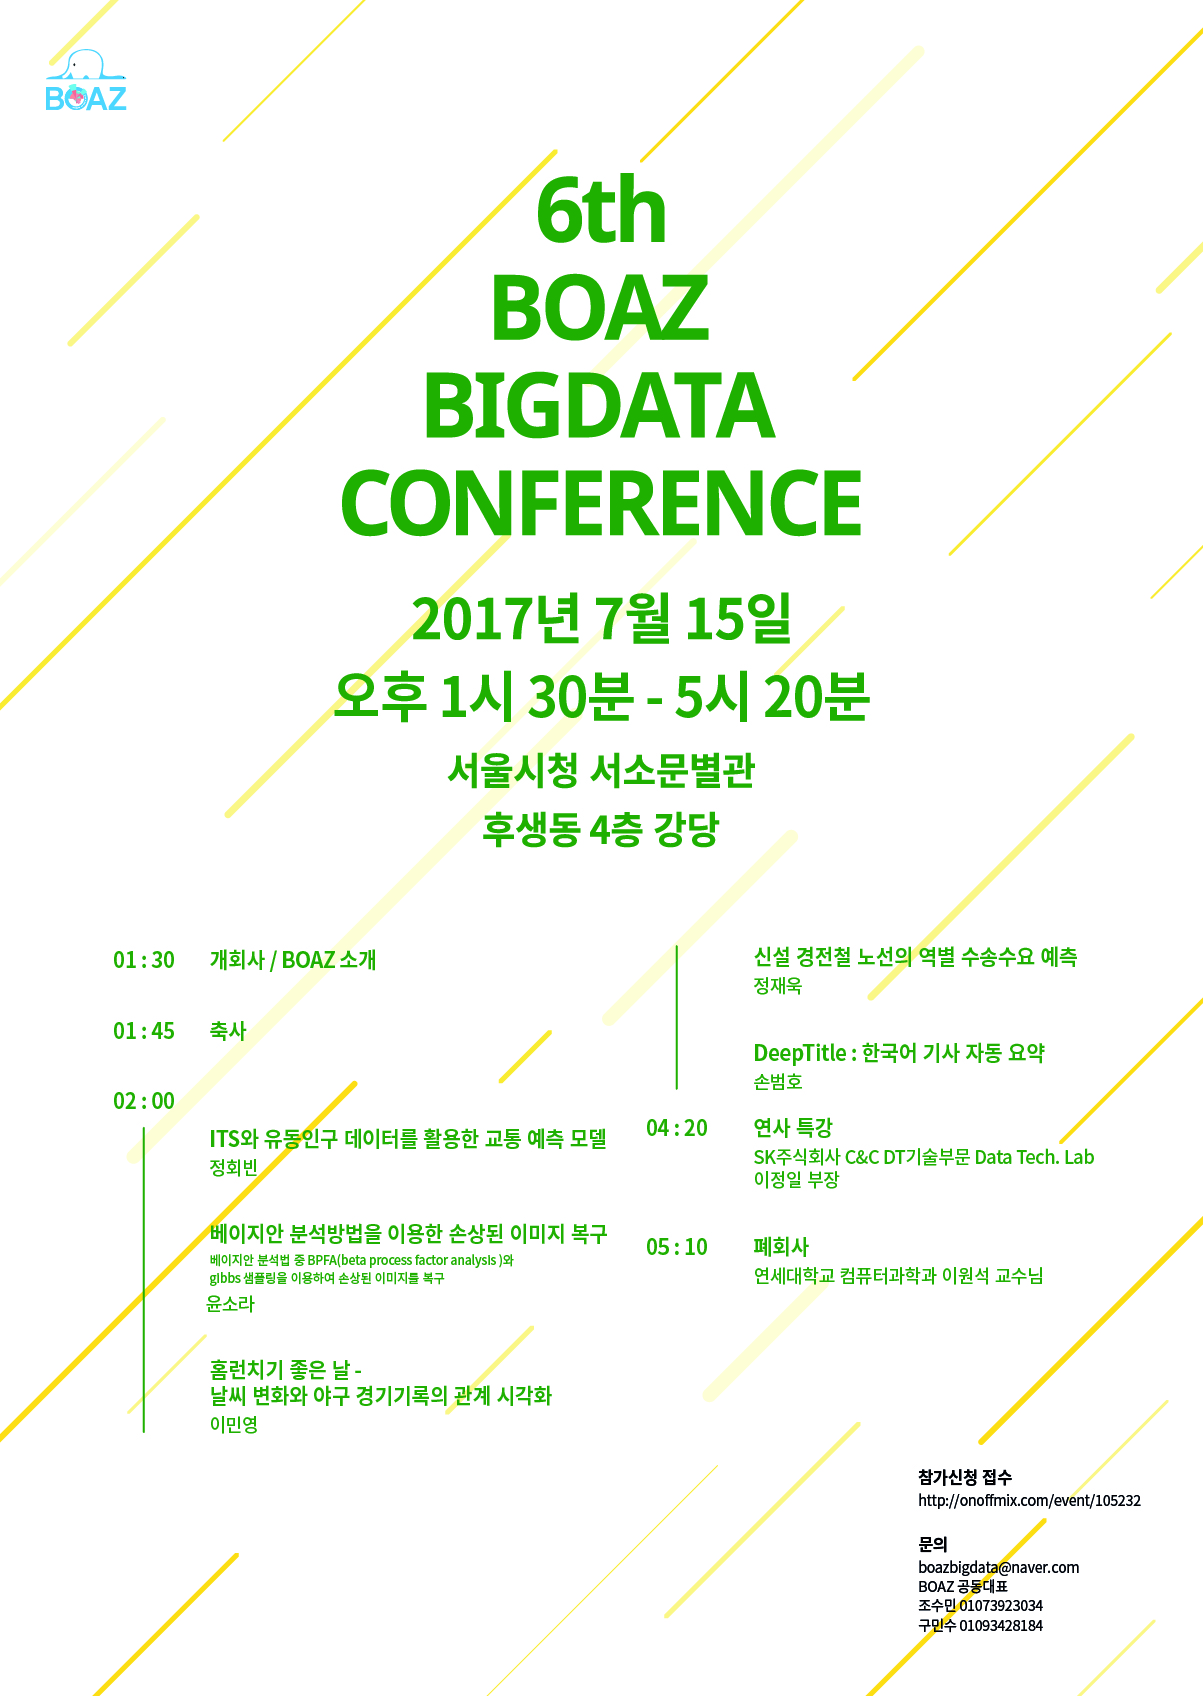 BOAZ
6th
BOAZ
BIGDATA
CONFERENCE
2017년 7월 15일
오후 1시 30분 - 5시 20분
서울시청 서소문별관
후생동 4층 강당
01 : 30 개회사 / BOAZ 소개
01 : 45 축사
02 : 00
ITS와 유동인구 데이터를 활용한 교통 예측 모델
정회빈
베이지안 분석방법을 이용한 손상된 이미지 복구
베이지안 분석법 중 BPFA(beta process factor analysis )와
gibbs 샘플링을 이용하여 손상된 이미지를 복구
윤소라
홈런치기 좋은 날 -
날씨 변화와 야구 경기기록의 관계 시각화
이민영
신설 경전철 노선의 역별 수송수요 예측
정재욱
DeepTitle : 한국어 기사 자동 요약
손범호
04 : 20 연사 특강
SK주식회사 C&C DT기술부문 Data Tech. Lab
이정일 부장
05 : 10 폐회사
연세대학교 컴퓨터과학과 이원석 교수님
참가신청 접수
http://onoffmix.com/event/105232
문의
boazbigdata@naver.com
BOAZ 공동대표
조수민 01073923034
구민수 01093428184